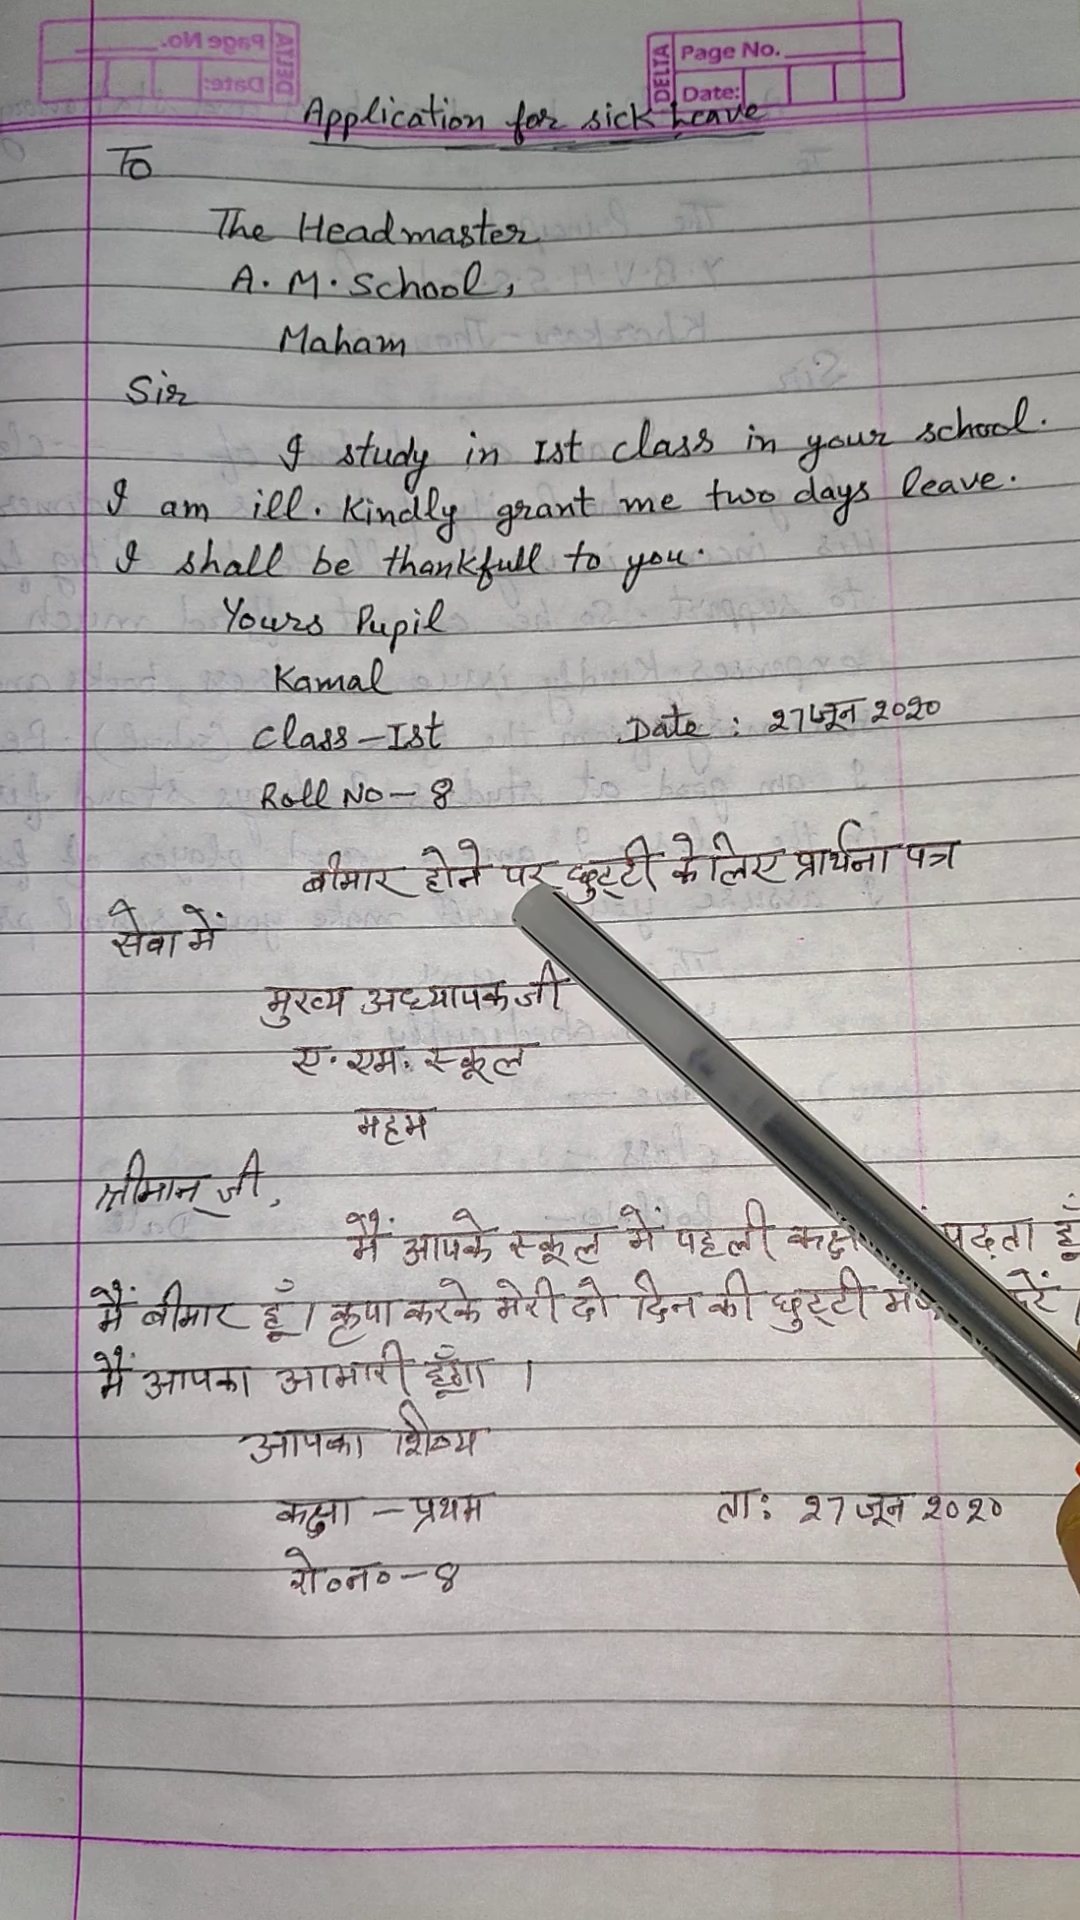 DELTA Page No.
Date:
Application for sick Leave
To
The Headmaster
A. M. School,
Maham
Sir
I study in Ist class in your school.
I am ill. Kindly grant me two days leave.
I shall be thankfull to you.
Yours Pupil
Kamal
Class - Ist Date : 27 जून 2020
Roll No - 8
बीमार होने पर छुट्टी के लिए प्रार्थना पत्र
सेवा में
मुख्य अध्यापक जी
ए. एम. स्कूल
महम
श्रीमान् जी,
मैं आपके स्कूल में पहली पढ़ता हूँ
मैं बीमार हूँ। कृपा करके मेरी दो दिन की छुट्टी
मैं आपका आभारी हूँगा ।
आपका शिष्य
कक्षा - प्रथम ता: 27 जून 2020
रो०न० - 8